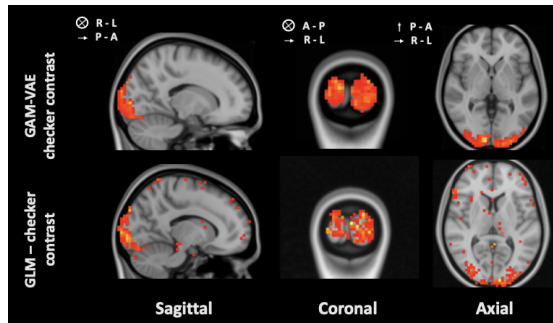 ⊗ R - L
→ P - A
⊗ A - P
→ R - L
↑ P - A
→ R - L
GAM-VAE
checker contrast
GLM – checker
contrast
Sagittal
Coronal
Axial